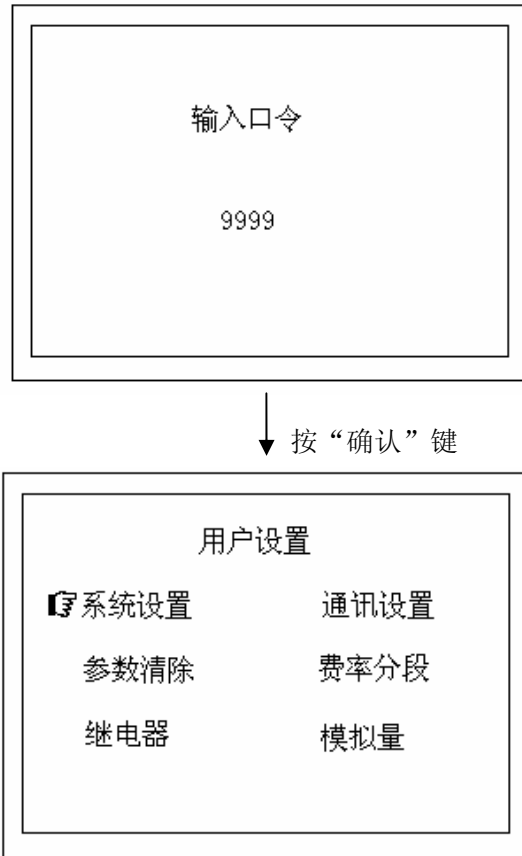 输入口令
9999
按“确认”键
用户设置
系统设置 通讯设置
参数清除 费率分段
继电器 模拟量